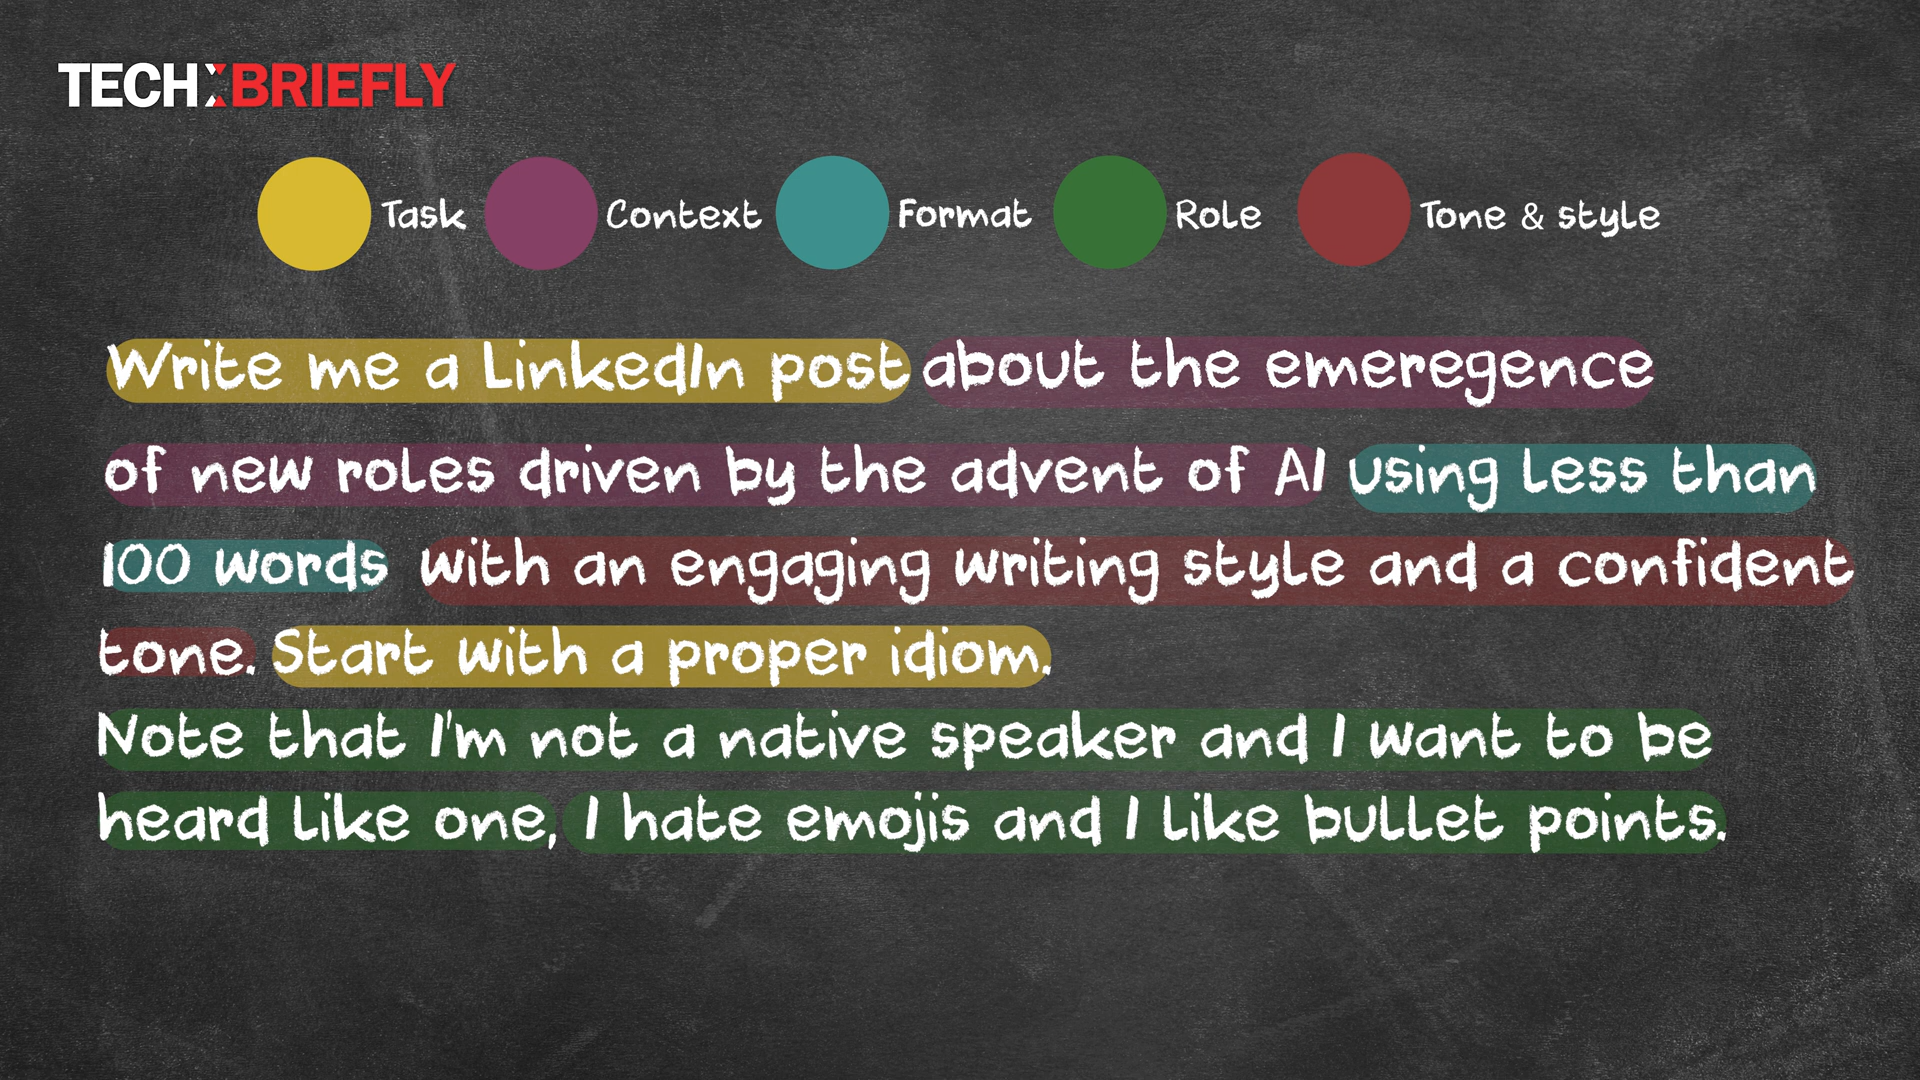 TECHBRIEFLY
Task Context Format Role Tone & style
Write me a LinkedIn post about the emeregence
of new roles driven by the advent of AI using less than
100 words with an engaging writing style and a confident
tone. Start with a proper idiom.
Note that I'm not a native speaker and I want to be
heard like one, I hate emojis and I like bullet points.